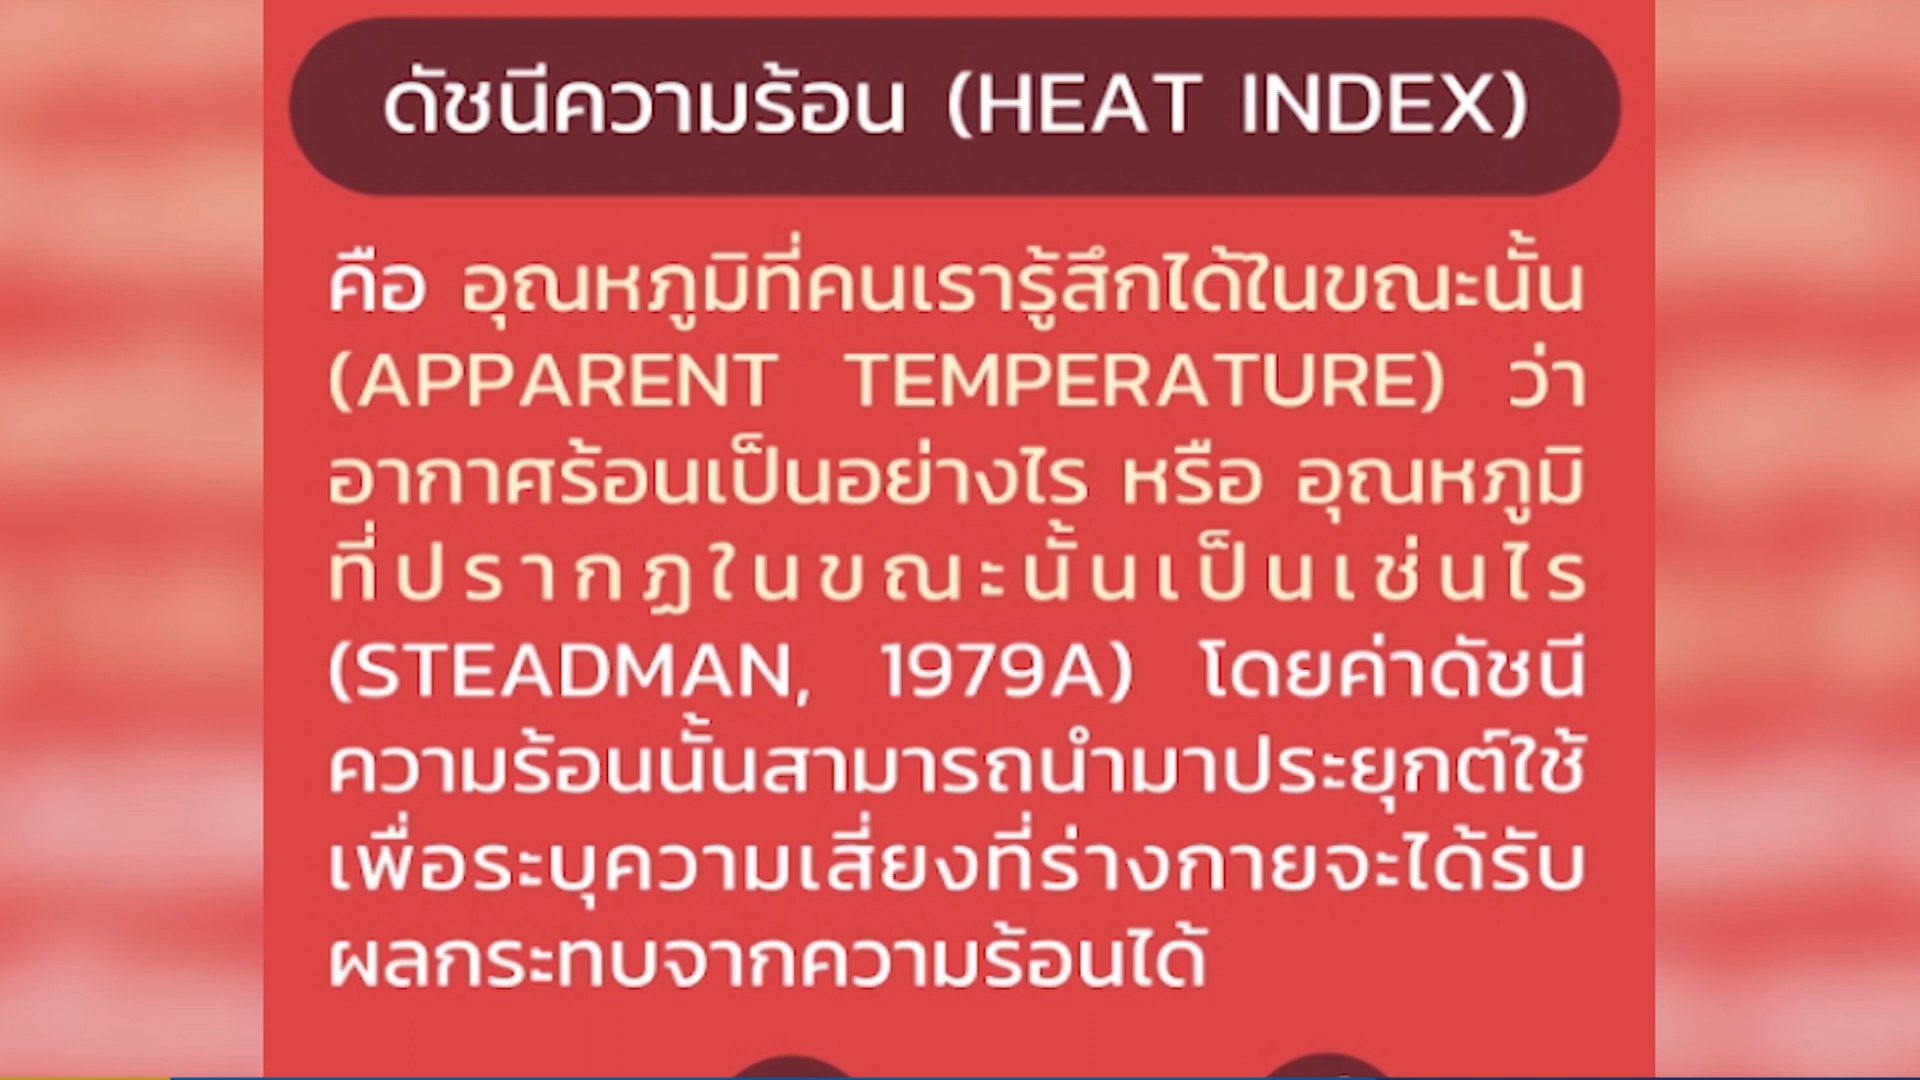 ดัชนีความร้อน (HEAT INDEX)
คือ อุณหภูมิที่คนเรารู้สึกได้ในขณะนั้น
(APPARENT TEMPERATURE) ว่า
อากาศร้อนเป็นอย่างไร หรือ อุณหภูมิ
ที่ปรากฏในขณะนั้นเป็นเช่นไร
(STEADMAN, 1979A) โดยค่าดัชนี
ความร้อนนั้นสามารถนำมาประยุกต์ใช้
เพื่อระบุความเสี่ยงที่ร่างกายจะได้รับ
ผลกระทบจากความร้อนได้